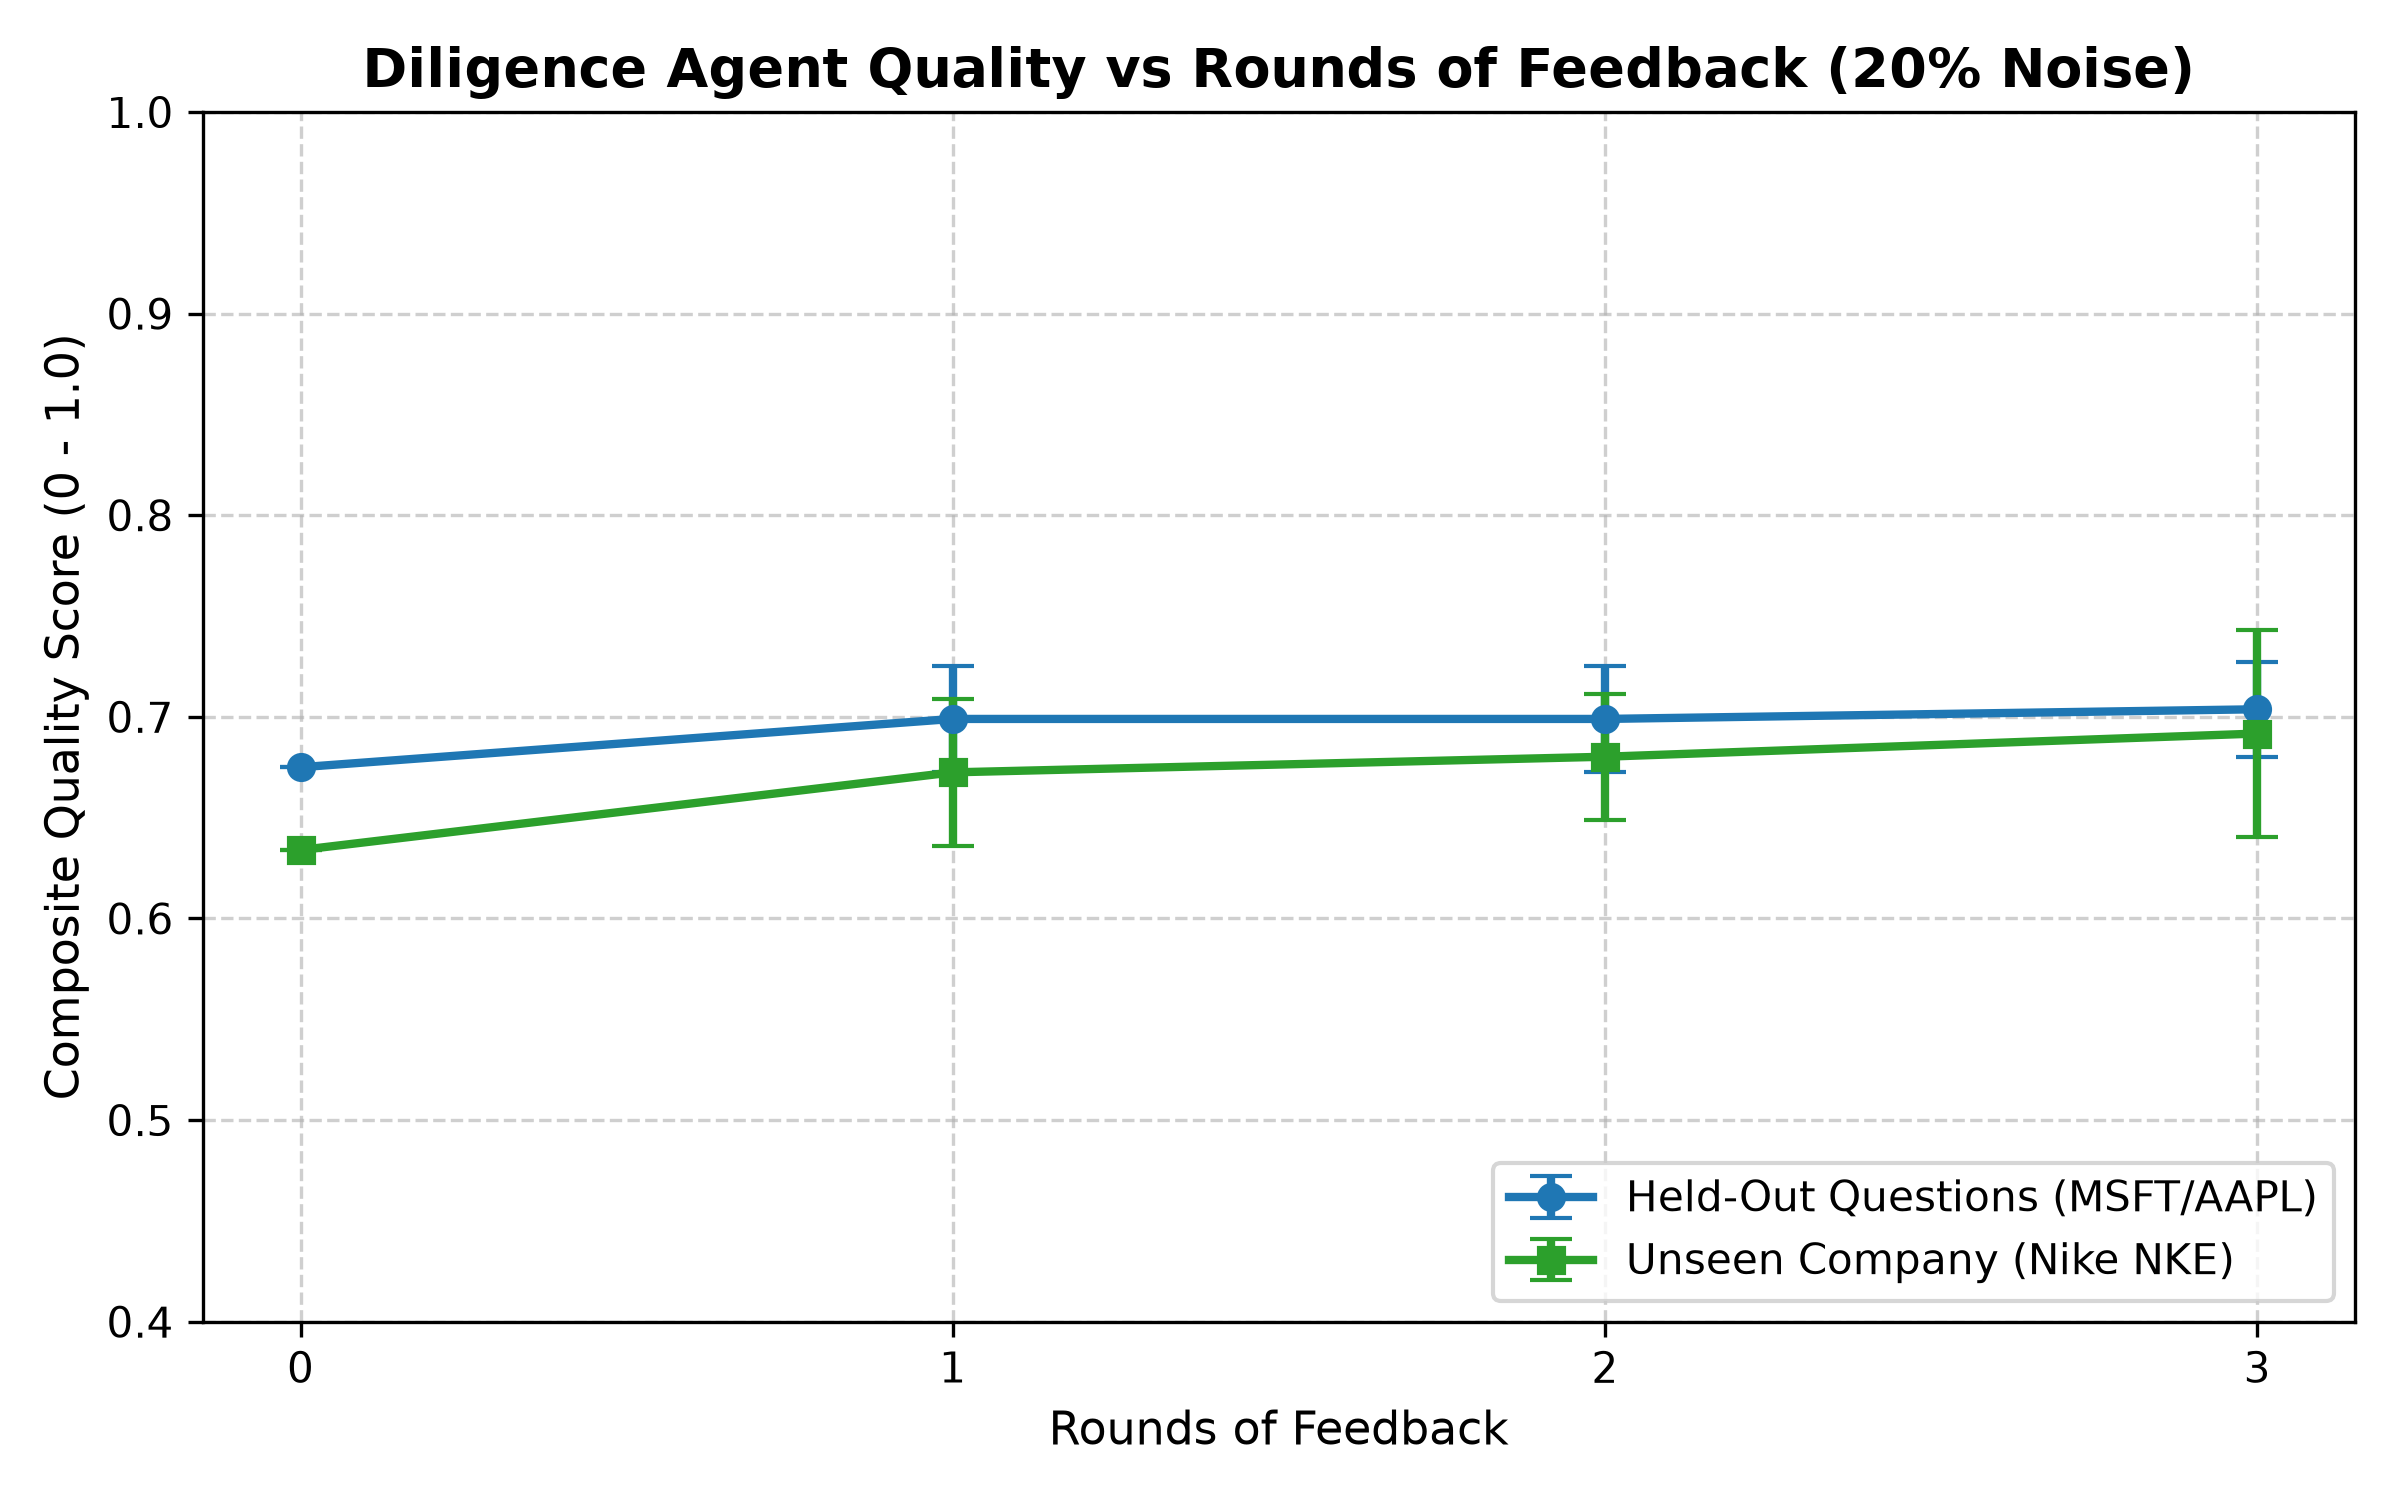 Diligence Agent Quality vs Rounds of Feedback (20% Noise)
Composite Quality Score (0 - 1.0)
1.0
0.9
0.8
0.7
0.6
0.5
0.4
0
1
2
3
Rounds of Feedback
Held-Out Questions (MSFT/AAPL)
Unseen Company (Nike NKE)